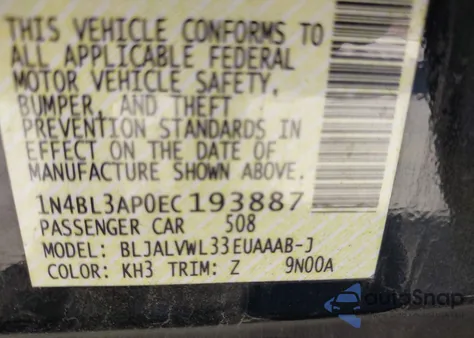 THIS VEHICLE CONFORMS TO
ALL APPLICABLE FEDERAL
MOTOR VEHICLE SAFETY,
BUMPER, AND THEFT
PREVENTION STANDARDS IN
EFFECT ON THE DATE OF
MANUFACTURE SHOWN ABOVE.
1N4BL3AP0EC193887
PASSENGER CAR 508
MODEL: BLJALVWL33EUAAAB-J
COLOR: KH3 TRIM: Z 9N00A
autoSnap